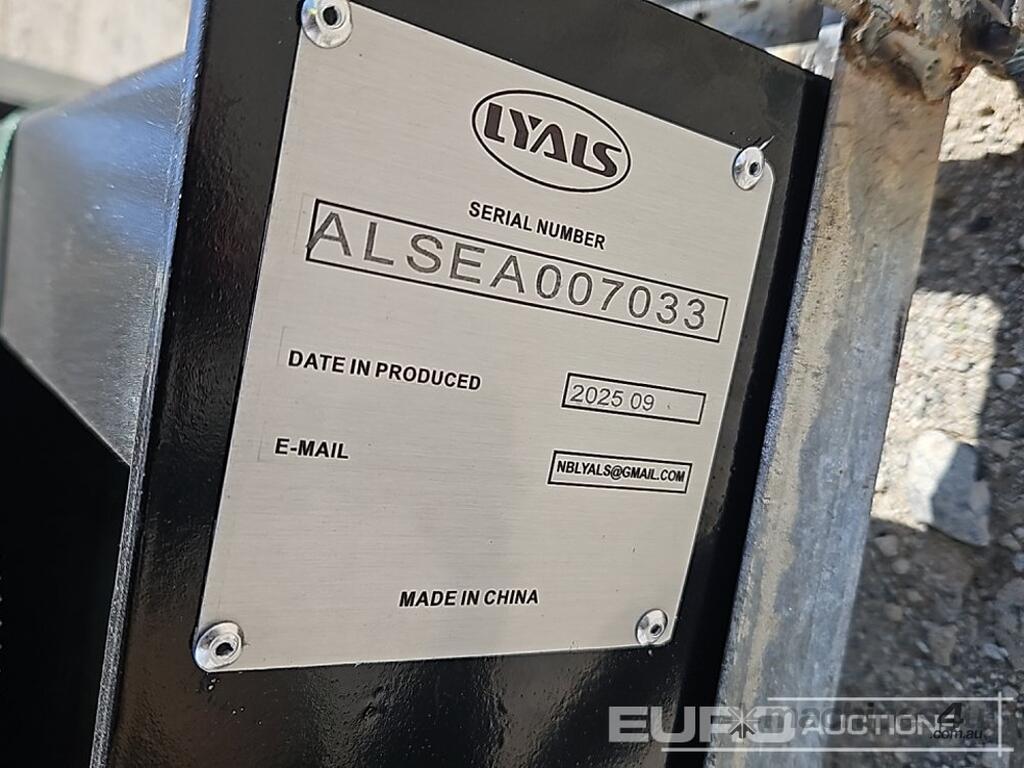 LYALS
SERIAL NUMBER
ALSEA007033
DATE IN PRODUCED
2025 09
E-MAIL
NBLYALS@GMAIL.COM
MADE IN CHINA
EURO AUCTIONS
4
.com.au